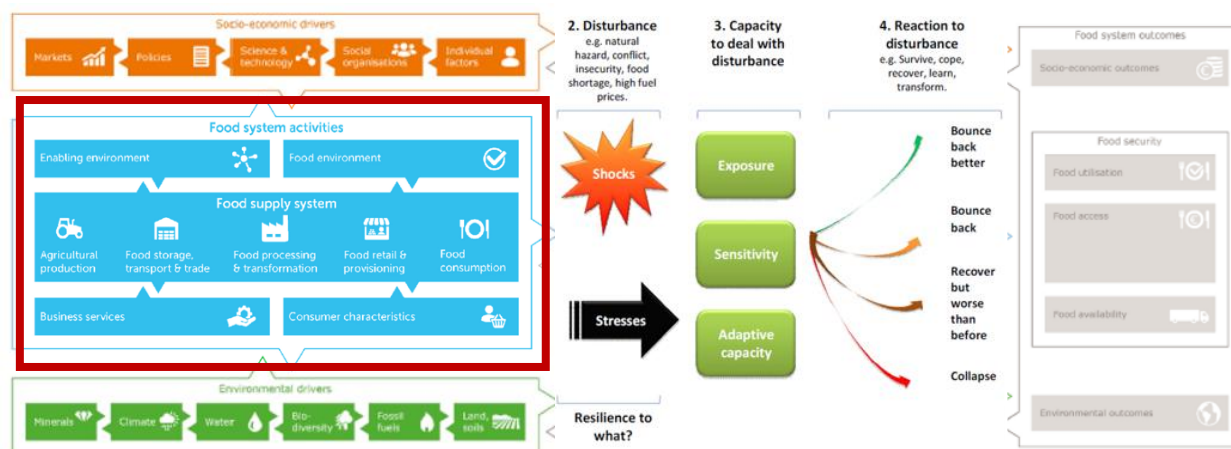 Socio-economic drivers
Markets
Policies
Science &
technology
Social
organisations
Individual
factors
Food system activities
Enabling environment
Food environment
Food supply system
Agricultural
production
Food storage,
transport & trade
Food processing
& transformation
Food retail &
provisioning
Food
consumption
Business services
Consumer characteristics
Environmental drivers
Minerals
Climate
Water
Bio-
diversity
Fossil
fuels
Land,
soils
2. Disturbance
e.g. natural
hazard, conflict,
insecurity, food
shortage, high fuel
prices.
Shocks
Stresses
Resilience to
what?
3. Capacity
to deal with
disturbance
Exposure
Sensitivity
Adaptive
capacity
4. Reaction to
disturbance
e.g. Survive, cope,
recover, learn,
transform.
Bounce
back
better
Bounce
back
Recover
but
worse
than
before
Collapse
Food system outcomes
Socio-economic outcomes
Food security
Food utilisation
Food access
Food availability
Environmental outcomes